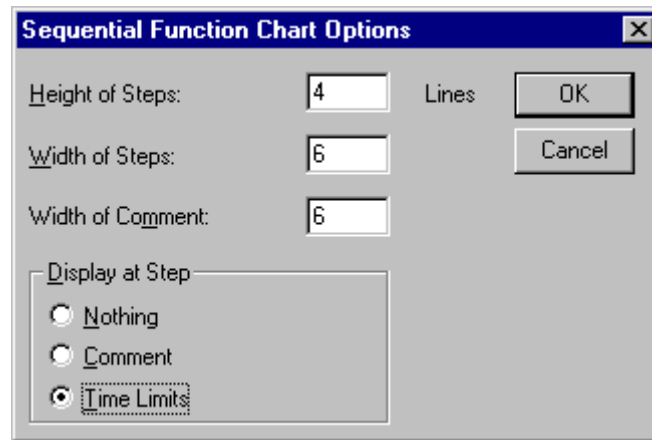 Sequential Function Chart Options
Height of Steps: 4 Lines OK
Width of Steps: 6 Cancel
Width of Comment: 6
Display at Step
Nothing
Comment
Time Limits